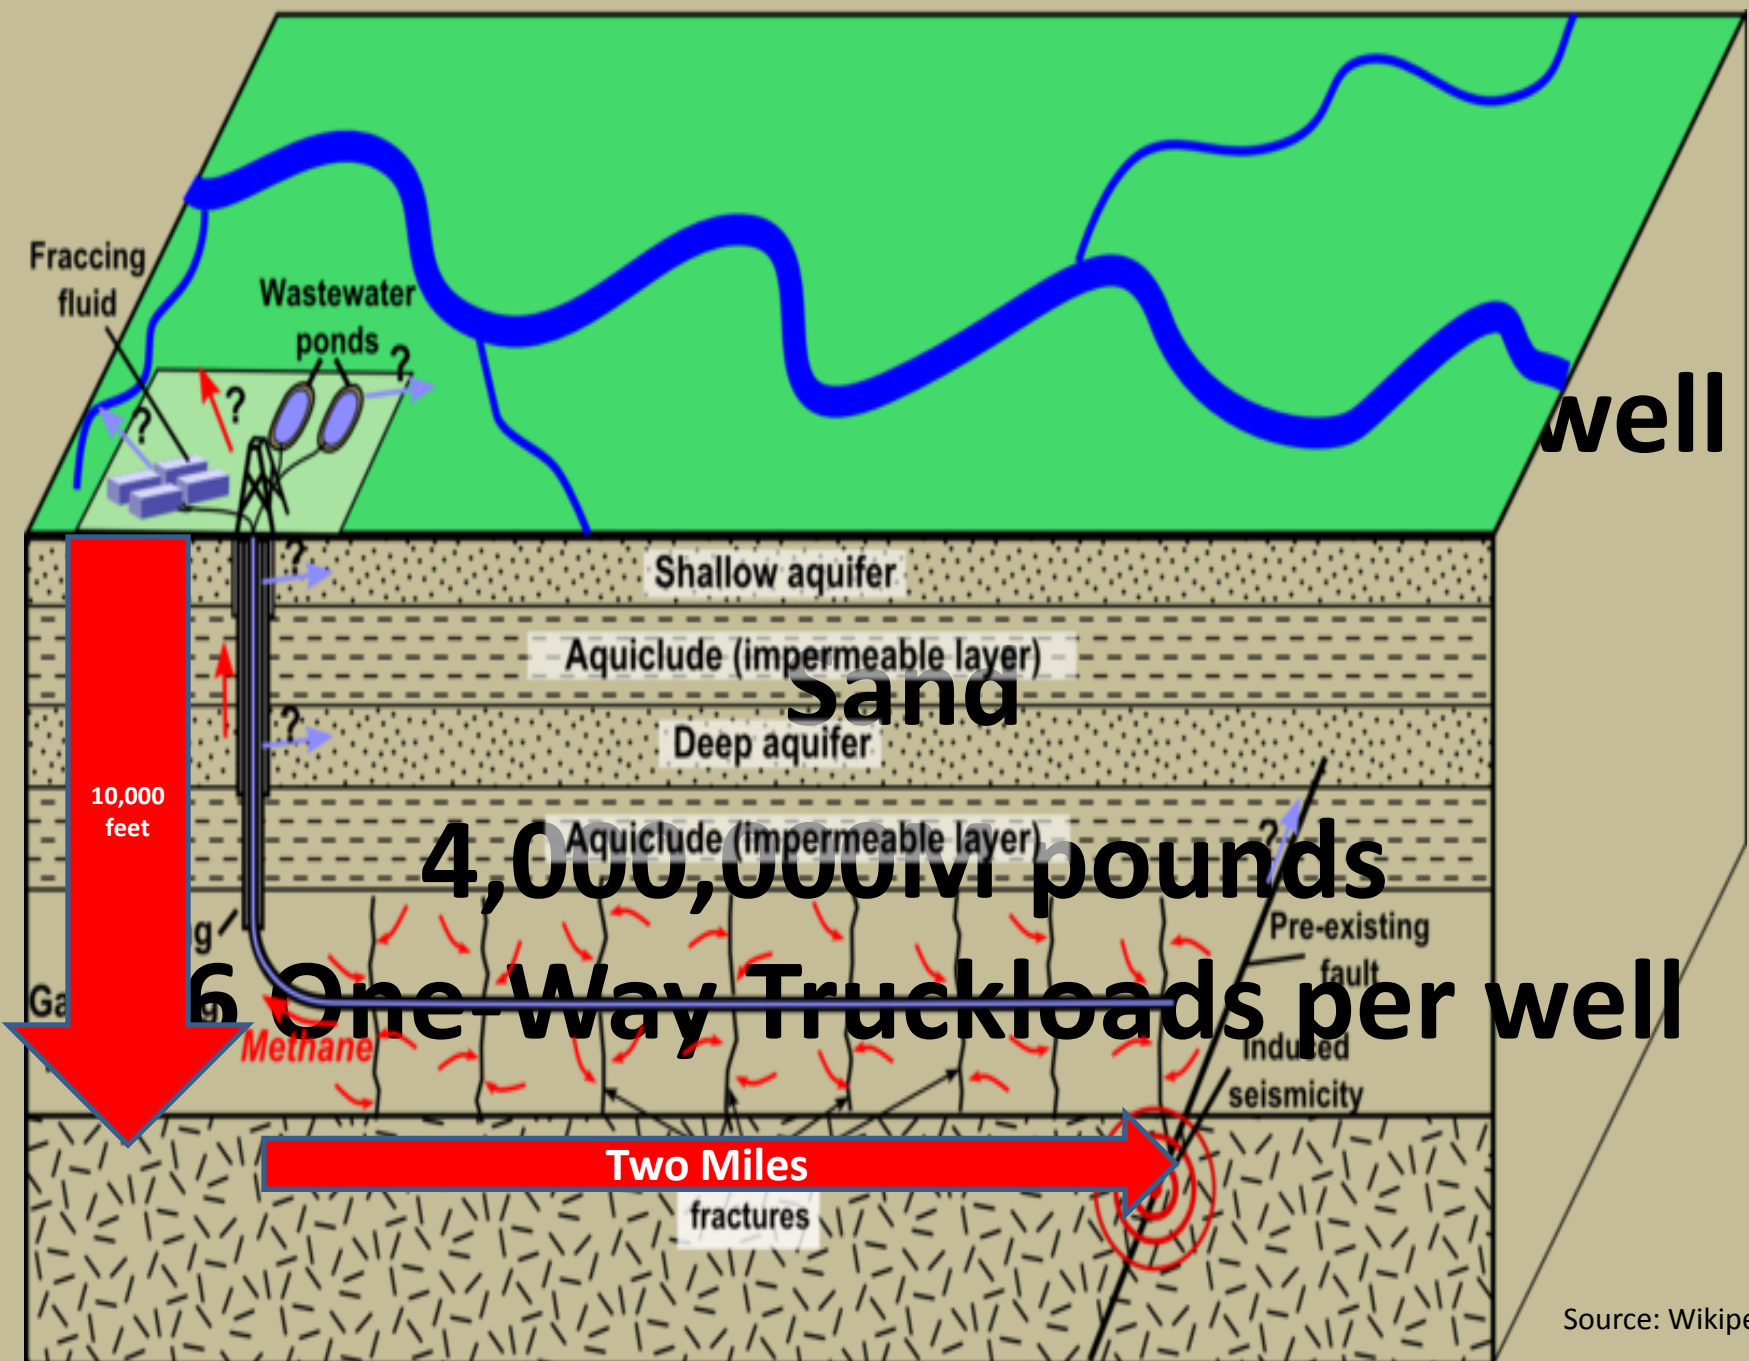 Fraccing
fluid
Wastewater
ponds
?
?
?
well
?
Shallow aquifer
Aquiclude (impermeable layer)
Sand
?
Deep aquifer
10,000
feet
Aquiclude (impermeable layer)
?
4,000,000M pounds
Pre-existing
fault
6 One-Way Truckloads per well
Methane
Induced
seismicity
Two Miles
fractures
Source: